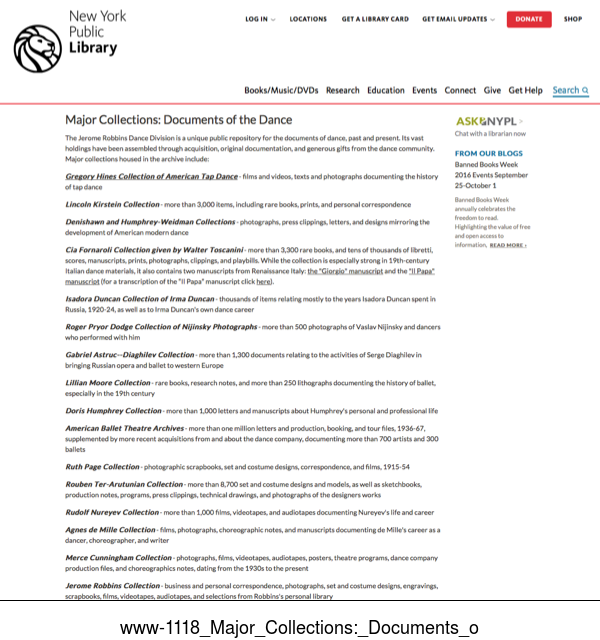 New York
Public
Library
LOG IN
LOCATIONS
GET A LIBRARY CARD
GET EMAIL UPDATES
DONATE
SHOP
Books/Music/DVDs Research Education Events Connect Give Get Help Search
Major Collections: Documents of the Dance
The Jerome Robbins Dance Division is a unique public repository for the documents of dance, past and present. Its vast
holdings have been assembled through acquisition, original documentation, and generous gifts from the dance community.
Major collections housed in the archive include:
Gregory Hines Collection of American Tap Dance - films and videos, texts and photographs documenting the history
of tap dance
Lincoln Kirstein Collection - more than 3,000 items, including rare books, prints, and personal correspondence
Denishawn and Humphrey-Weidman Collections - photographs, press clippings, letters, and designs mirroring the
development of American modern dance
Cia Fornaroli Collection given by Walter Toscanini - more than 3,300 rare books, and tens of thousands of libretti,
scores, manuscripts, prints, photographs, clippings, and playbills. While the collection is especially strong in 19th-century
Italian dance materials, it also contains two manuscripts from Renaissance Italy: the "Giorgio" manuscript and the "Il Papa"
manuscript (for a transcription of the "Il Papa" manuscript click here).
Isadora Duncan Collection of Irma Duncan - thousands of items relating mostly to the years Isadora Duncan spent in
Russia, 1920-24, as well as to Irma Duncan's own dance career
Roger Pryor Dodge Collection of Nijinsky Photographs - more than 500 photographs of Vaslav Nijinsky and dancers
who performed with him
Gabriel Astruc--Diaghilev Collection - more than 1,300 documents relating to the activities of Serge Diaghilev in
bringing Russian opera and ballet to western Europe
Lillian Moore Collection - rare books, research notes, and more than 250 lithographs documenting the history of ballet,
especially in the 19th century
Doris Humphrey Collection - more than 1,000 letters and manuscripts about Humphrey's personal and professional life
American Ballet Theatre Archives - more than one million letters and production, booking, and tour files, 1936-67,
supplemented by more recent acquisitions from and about the dance company, documenting more than 700 artists and 300
ballets
Ruth Page Collection - photographic scrapbooks, set and costume designs, correspondence, and films, 1915-54
Rouben Ter-Arutunian Collection - more than 8,700 set and costume designs and models, as well as sketchbooks,
production notes, programs, press clippings, technical drawings, and photographs of the designers works
Rudolf Nureyev Collection - more than 1,000 films, videotapes, and audiotapes documenting Nureyev's life and career
Agnes de Mille Collection - films, photographs, choreographic notes, and manuscripts documenting de Mille's career as a
dancer, choreographer, and writer
Merce Cunningham Collection - photographs, films, videotapes, audiotapes, posters, theatre programs, dance company
production files, and choreographics notes, dating from the 1930s to the present
Jerome Robbins Collection - business and personal correspondence, photographs, set and costume designs, engravings,
scrapbooks, films, videotapes, audiotapes, and selections from Robbins's personal library
ASK NYPL
Chat with a librarian now
FROM OUR BLOGS
Banned Books Week
2016 Events September
25-October 1
Banned Books Week
annually celebrates the
freedom to read.
Highlighting the value of free
and open access to
information, READ MORE ›
www-1118_Major_Collections:_Documents_o